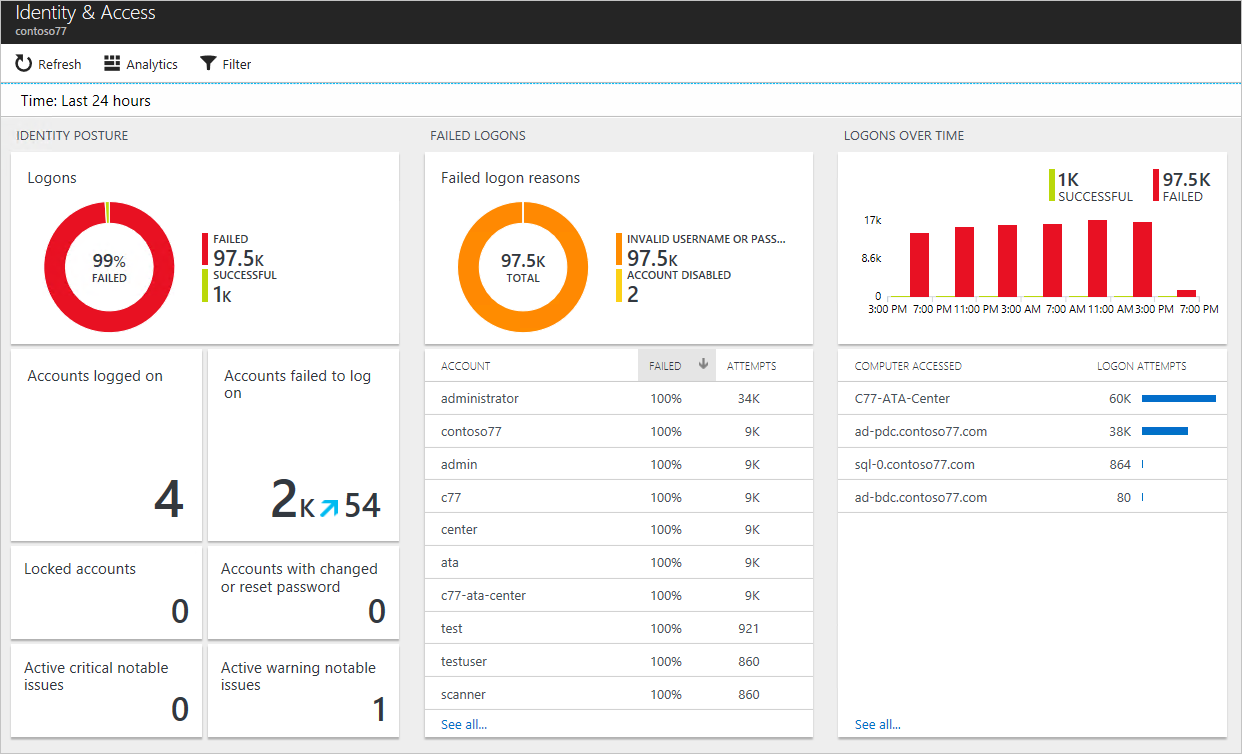 Identity & Access
contoso77
Refresh Analytics Filter
Time: Last 24 hours
IDENTITY POSTURE
Logons
99% FAILED
FAILED
97.5K
SUCCESSFUL
1K
Accounts logged on
4
Accounts failed to log
on
2K 54
Locked accounts
0
Accounts with changed
or reset password
0
Active critical notable
issues
0
Active warning notable
issues
1
FAILED LOGONS
Failed logon reasons
97.5K
TOTAL
INVALID USERNAME OR PASS...
97.5K
ACCOUNT DISABLED
2
ACCOUNT FAILED ATTEMPTS
administrator 100% 34K
contoso77 100% 9K
admin 100% 9K
c77 100% 9K
center 100% 9K
ata 100% 9K
c77-ata-center 100% 9K
test 100% 921
testuser 100% 860
scanner 100% 860
See all...
LOGONS OVER TIME
1K
SUCCESSFUL
97.5K
FAILED
17k
8.6k
0
3:00 PM 7:00 PM 11:00 PM 3:00 AM 7:00 AM 11:00 AM 3:00 PM 7:00 PM
COMPUTER ACCESSED LOGON ATTEMPTS
C77-ATA-Center 60K
ad-pdc.contoso77.com 38K
sql-0.contoso77.com 864
ad-bdc.contoso77.com 80
See all...